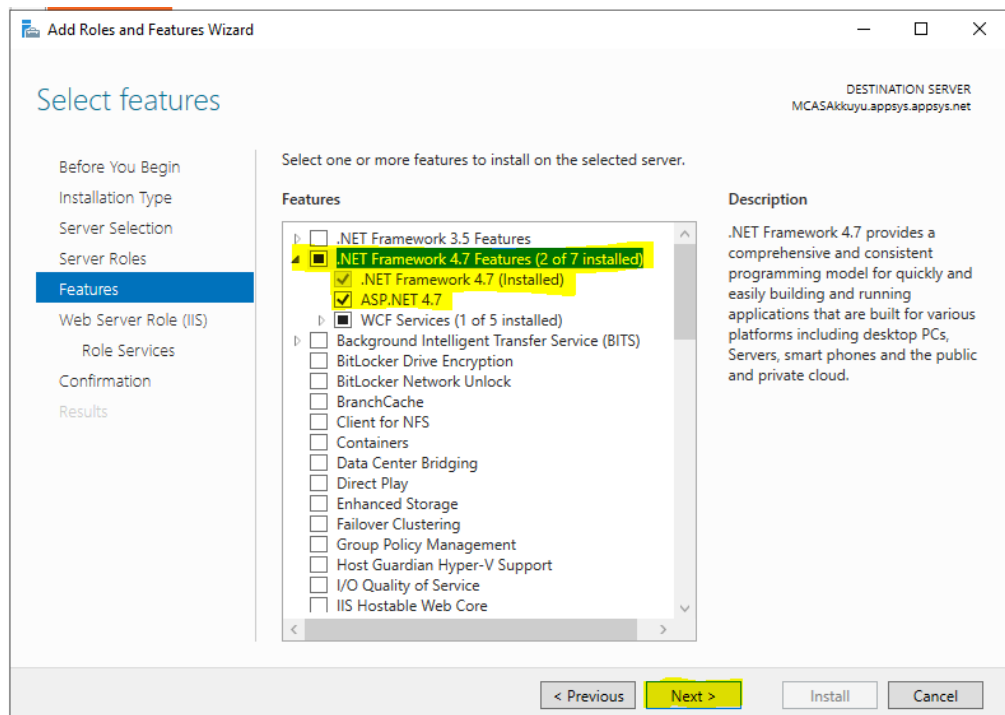 Add Roles and Features Wizard
Select features
DESTINATION SERVER
MCASAkkuyu.appsys.appsys.net
Before You Begin
Installation Type
Server Selection
Server Roles
Features
Web Server Role (IIS)
Role Services
Confirmation
Results
Select one or more features to install on the selected server.
Features
.NET Framework 3.5 Features
.NET Framework 4.7 Features (2 of 7 installed)
.NET Framework 4.7 (Installed)
ASP.NET 4.7
WCF Services (1 of 5 installed)
Background Intelligent Transfer Service (BITS)
BitLocker Drive Encryption
BitLocker Network Unlock
BranchCache
Client for NFS
Containers
Data Center Bridging
Direct Play
Enhanced Storage
Failover Clustering
Group Policy Management
Host Guardian Hyper-V Support
I/O Quality of Service
IIS Hostable Web Core
Description
.NET Framework 4.7 provides a
comprehensive and consistent
programming model for quickly and
easily building and running
applications that are built for various
platforms including desktop PCs,
Servers, smart phones and the public
and private cloud.
< Previous
Next >
Install
Cancel